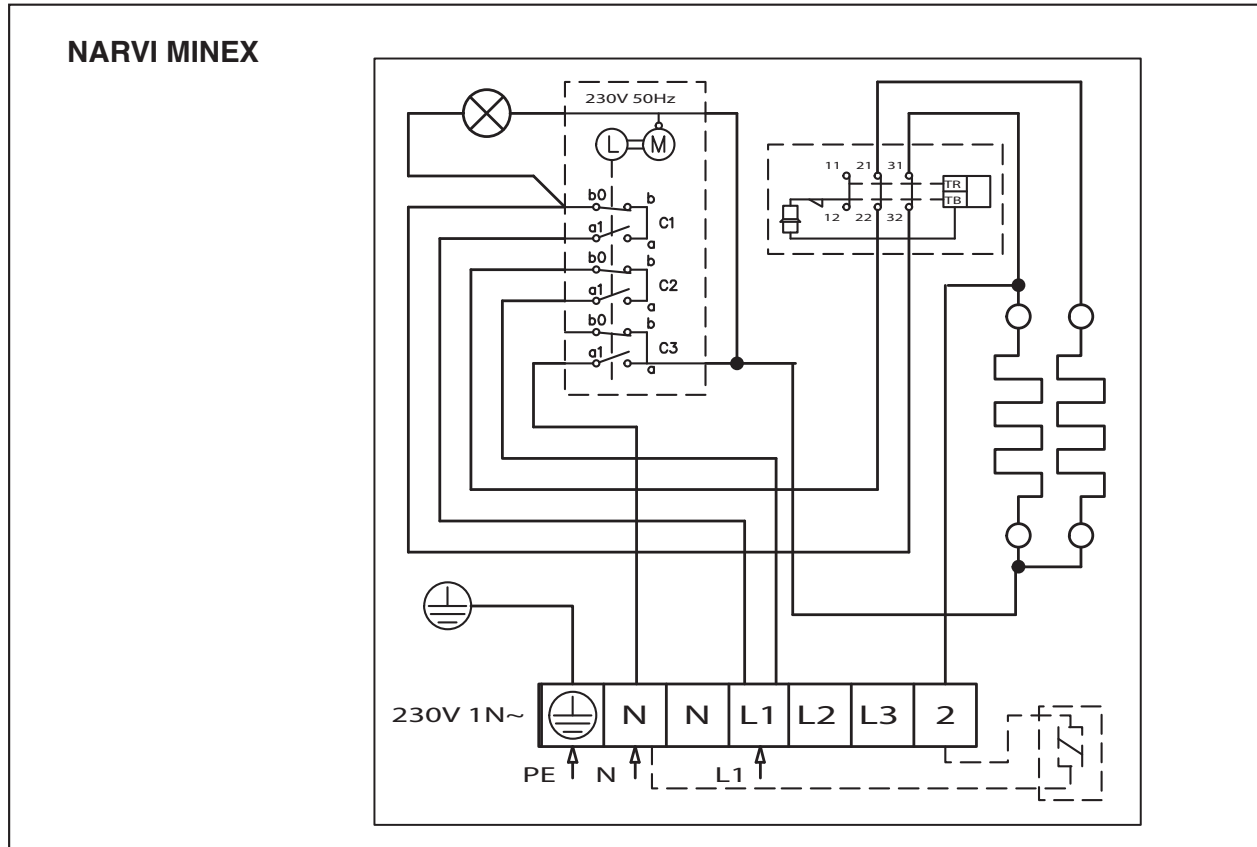 NARVI MINEX
230V 50Hz
L M
11 21 31
TR
TB
12 22 32
b0 b
C1
a1 a
b0 b
C2
a1 a
b0 b
C3
a1 a
230V 1N~ N N L1 L2 L3 2
PE N L1